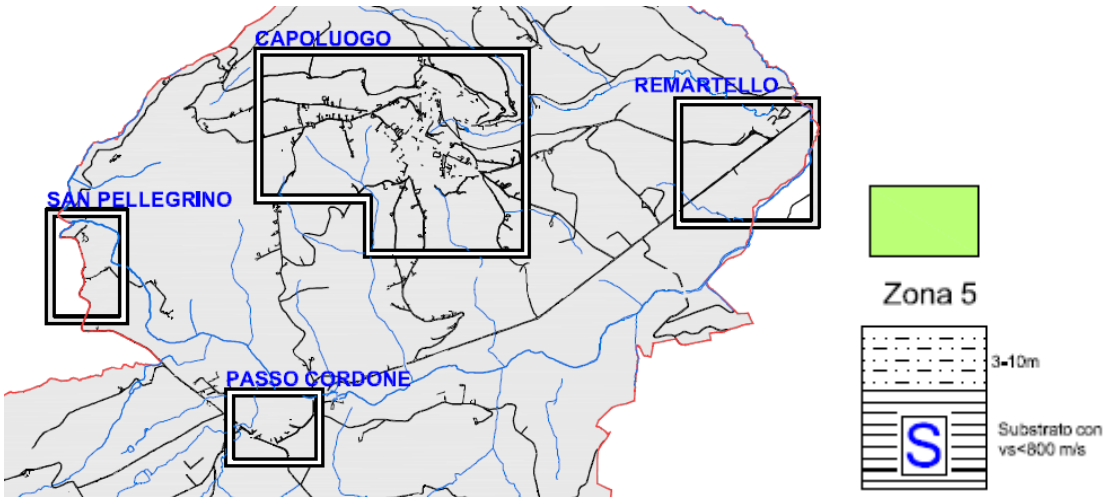 CAPOLUOGO
REMARTELLO
SAN PELLEGRINO
PASSO CORDONE
Zona 5
3-10m
S
Substrato con
vs<800 m/s